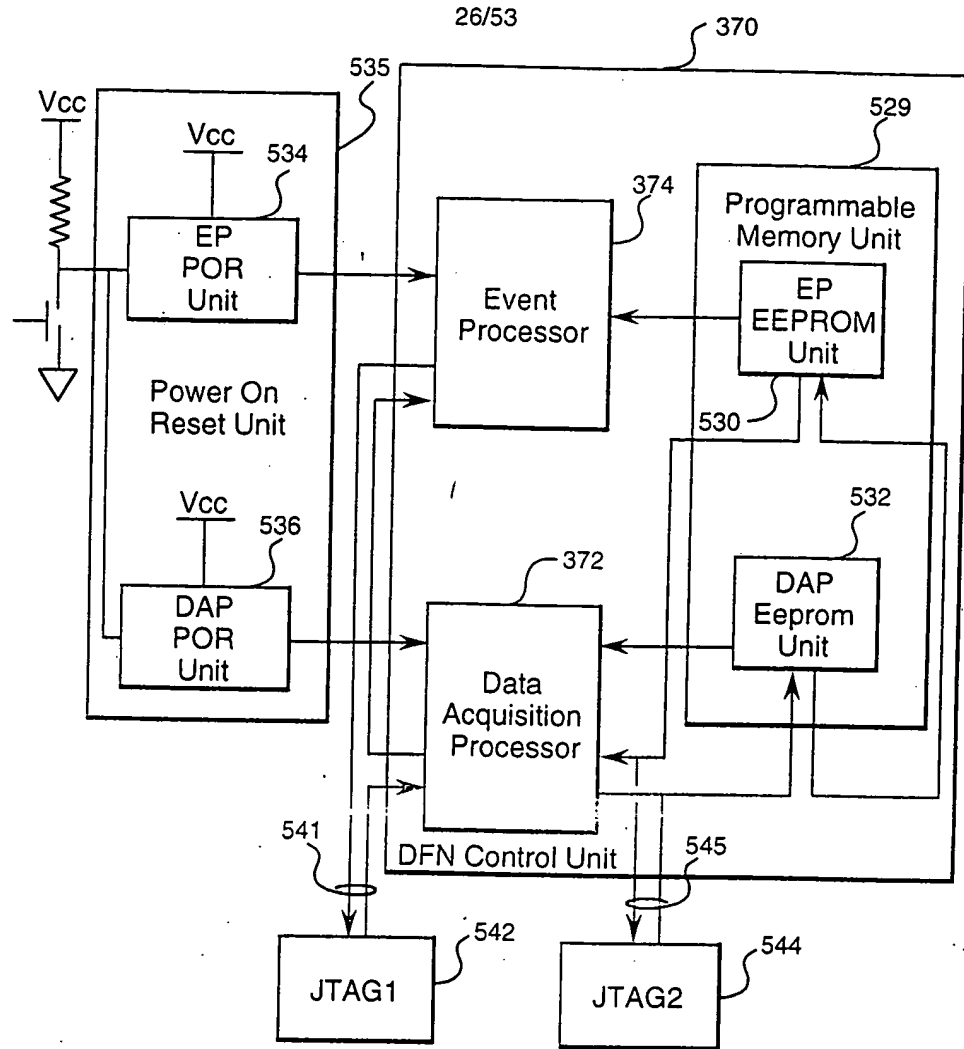 26/53
370
535
Vcc
Vcc
534
529
374
EP
POR
Unit
Programmable
Memory Unit
Event
Processor
EP
EEPROM
Unit
Power On
Reset Unit
530
Vcc
536
532
372
DAP
POR
Unit
DAP
Eeprom
Unit
Data
Acquisition
Processor
DFN Control Unit
541
545
542
544
JTAG1
JTAG2